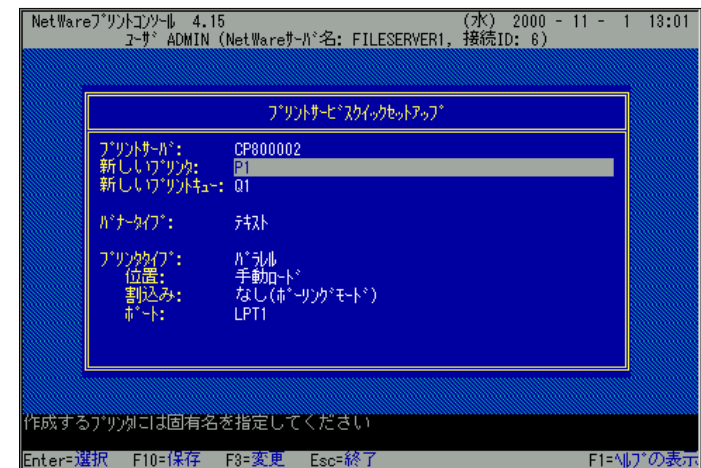 NetWareﾌﾟﾘﾝﾄｺﾝｿｰﾙ 4.15 (水) 2000 - 11 - 1 13:01
ﾕｰｻﾞ ADMIN (NetWareｻｰﾊﾞ名: FILESERVER1, 接続ID: 6)
ﾌﾟﾘﾝﾄｻｰﾋﾞｽｸｲｯｸｾｯﾄｱｯﾌﾟ
ﾌﾟﾘﾝﾄｻｰﾊﾞ: CP800002
新しいﾌﾟﾘﾝﾀ: P1
新しいﾌﾟﾘﾝﾄｷｭｰ: Q1
ﾊﾞﾅｰﾀｲﾌﾟ: ﾃｷｽﾄ
ﾌﾟﾘﾝﾀﾀｲﾌﾟ: ﾊﾟﾗﾚﾙ
位置: 手動ﾛｰﾄﾞ
割込み: なし(ﾎﾟｰﾘﾝｸﾞﾓｰﾄﾞ)
ﾎﾟｰﾄ: LPT1
作成するﾌﾟﾘﾝﾀには固有名を指定してください
Enter=選択 F10=保存 F3=変更 Esc=終了 F1=ﾍﾙﾌﾟの表示